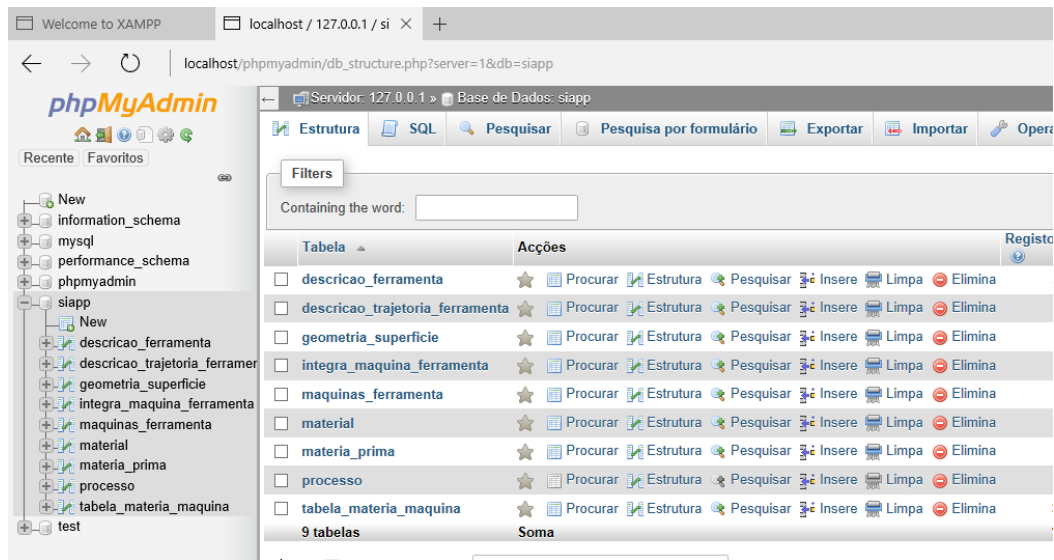 Welcome to XAMPP
localhost / 127.0.0.1 / si
localhost/phpmyadmin/db_structure.php?server=1&db=siapp
phpMyAdmin
Recente Favoritos
New
information_schema
mysql
performance_schema
phpmyadmin
siapp
New
descricao_ferramenta
descricao_trajetoria_ferramer
geometria_superficie
integra_maquina_ferramenta
maquinas_ferramenta
material
materia_prima
processo
tabela_materia_maquina
test
Servidor: 127.0.0.1 » Base de Dados: siapp
Estrutura SQL Pesquisar Pesquisa por formulário Exportar Importar Opera
Filters
Containing the word:
Tabela Acções Registo
descricao_ferramenta Procurar Estrutura Pesquisar Insere Limpa Elimina
descricao_trajetoria_ferramenta Procurar Estrutura Pesquisar Insere Limpa Elimina
geometria_superficie Procurar Estrutura Pesquisar Insere Limpa Elimina
integra_maquina_ferramenta Procurar Estrutura Pesquisar Insere Limpa Elimina
maquinas_ferramenta Procurar Estrutura Pesquisar Insere Limpa Elimina
material Procurar Estrutura Pesquisar Insere Limpa Elimina
materia_prima Procurar Estrutura Pesquisar Insere Limpa Elimina
processo Procurar Estrutura Pesquisar Insere Limpa Elimina
tabela_materia_maquina Procurar Estrutura Pesquisar Insere Limpa Elimina
9 tabelas Soma